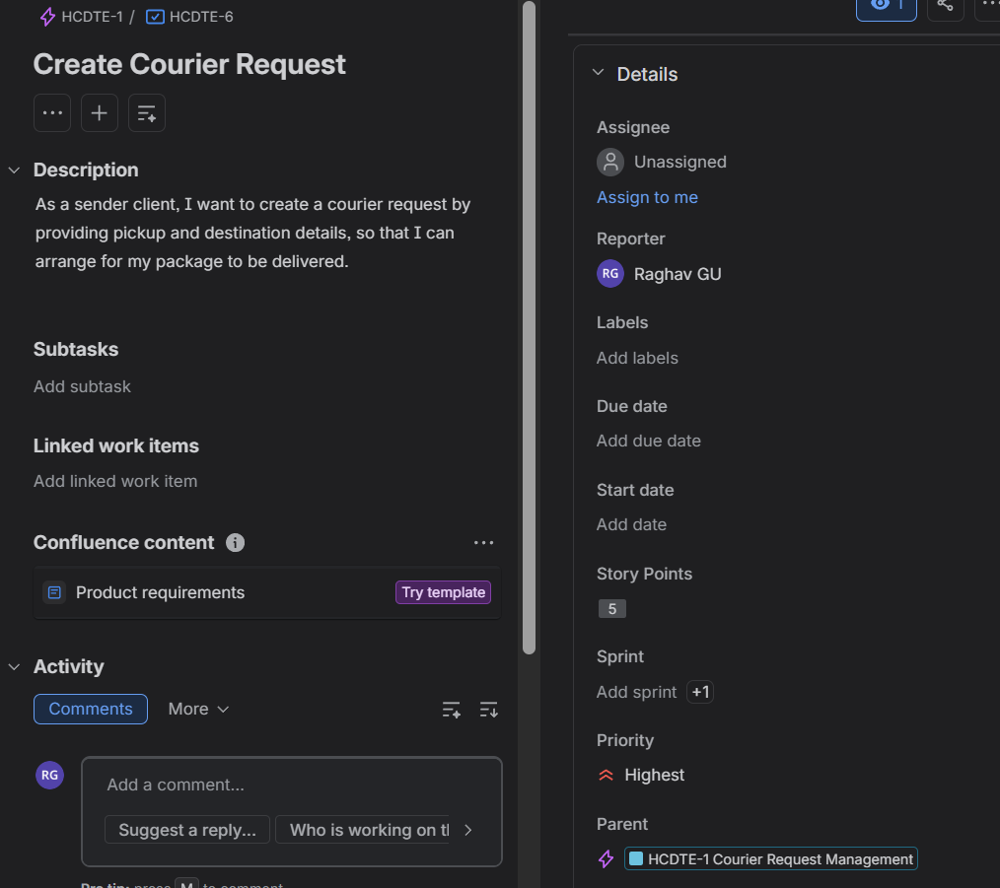 HCDTE-1 / HCDTE-6
Create Courier Request
Description
As a sender client, I want to create a courier request by
providing pickup and destination details, so that I can
arrange for my package to be delivered.
Subtasks
Add subtask
Linked work items
Add linked work item
Confluence content
Product requirements
Try template
Activity
Comments
More
RG
Add a comment...
Suggest a reply...
Who is working on
Pro tip: press M to comment
1
Details
Assignee
Unassigned
Assign to me
Reporter
RG Raghav GU
Labels
Add labels
Due date
Add due date
Start date
Add date
Story Points
5
Sprint
Add sprint +1
Priority
Highest
Parent
HCDTE-1 Courier Request Management